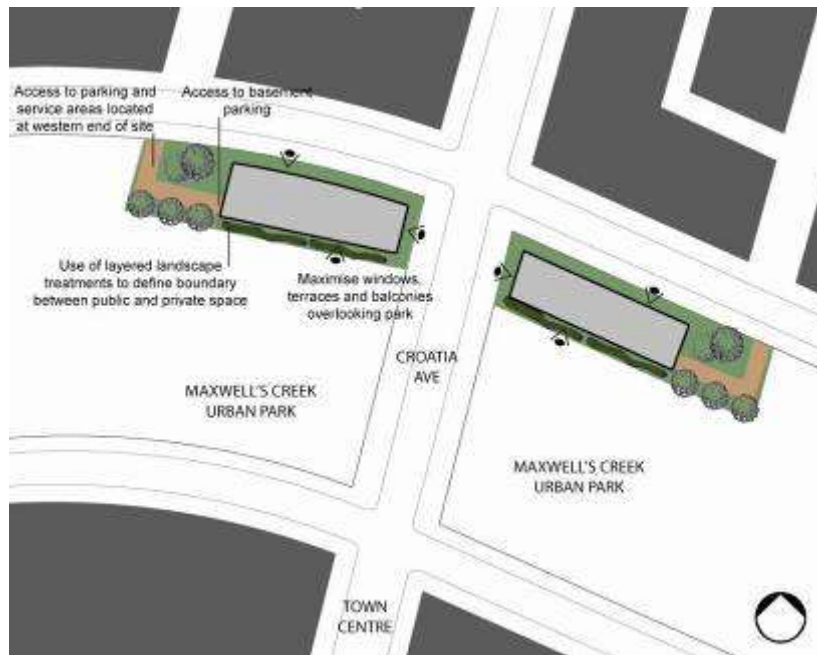 Access to parking and
service areas located
at western end of site
Access to basement
parking
Use of layered landscape
treatments to define boundary
between public and private space
Maximise windows,
terraces and balconies
overlooking park
CROATIA
AVE
MAXWELL'S CREEK
URBAN PARK
MAXWELL'S CREEK
URBAN PARK
TOWN
CENTRE